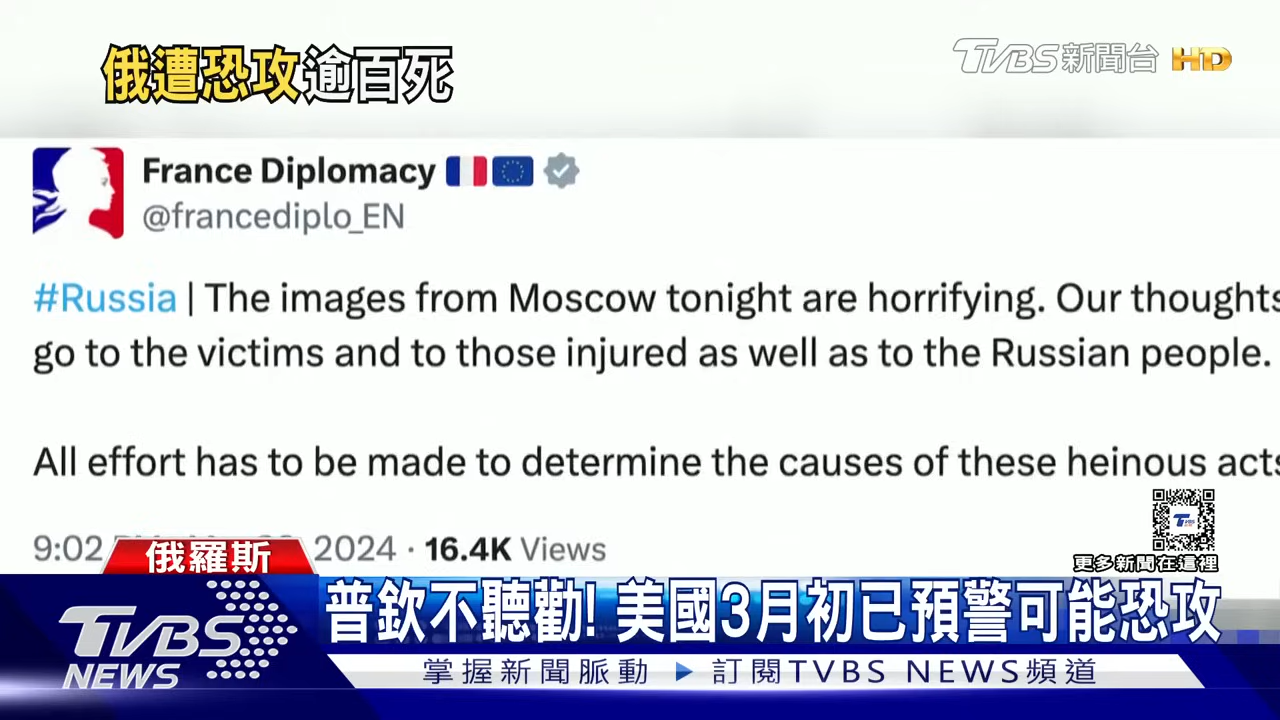 俄遭恐攻逾百死
TVBS新聞台 HD
France Diplomacy
@francediplo_EN
#Russia | The images from Moscow tonight are horrifying. Our thoughts
go to the victims and to those injured as well as to the Russian people.
All effort has to be made to determine the causes of these heinous acts
9:02 2024 · 16.4K Views
俄羅斯
更多新聞在這裡
普欽不聽勸! 美國3月初已預警可能恐攻
TVBS NEWS
掌握新聞脈動 ▶ 訂閱TVBS NEWS頻道